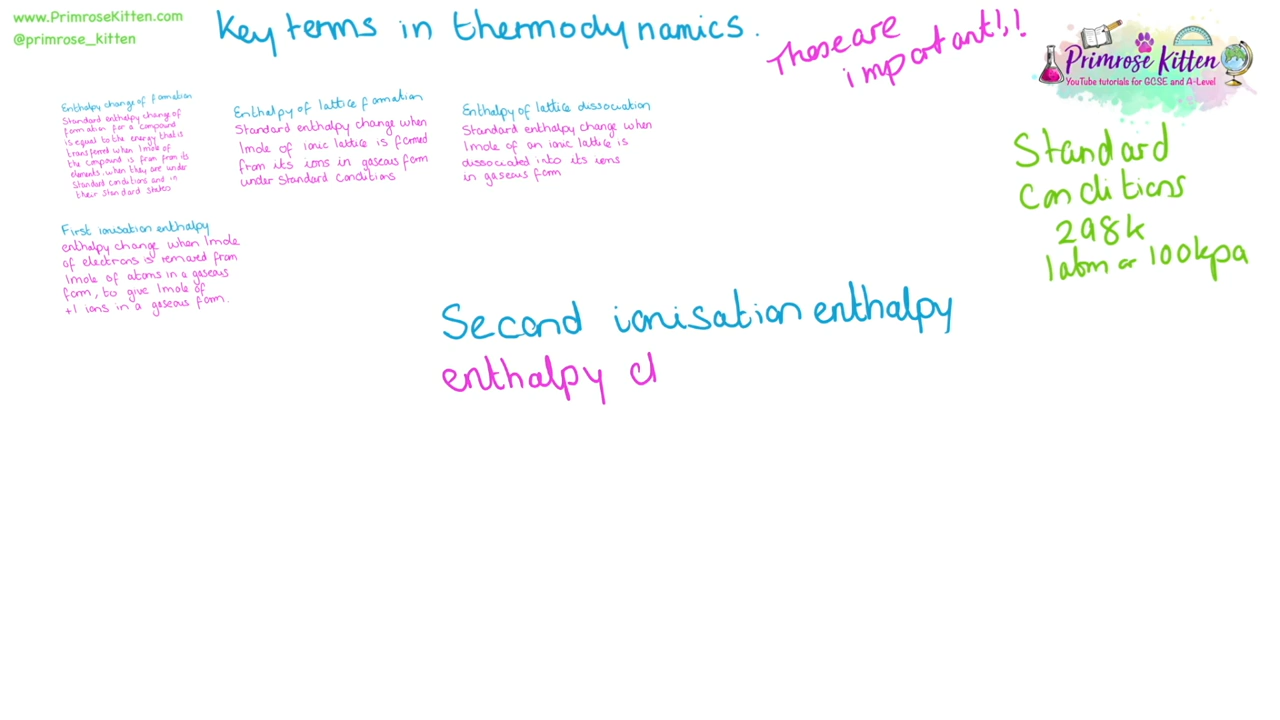 www.PrimroseKitten.com
@primrose_kitten
Key terms in thermodynamics.
These are
important!!
Primrose Kitten
YouTube tutorials for GCSE and A-Level
Enthalpy change of formation
Standard enthalpy change of
formation for a compound
is equal to the energy that is
transferred when 1mole of
the compound is from from its
elements when they are under
standard conditions and in
their standard states
Enthalpy of lattice formation
Standard enthalpy change when
1mole of ionic lattice is formed
from its ions in gaseous form
under standard conditions
Enthalpy of lattice dissociation
Standard enthalpy change when
1mole of an ionic lattice is
dissociated into its ions
in gaseous form
Standard
Conditions
298k
1atm or 100kpa
First ionisation enthalpy
enthalpy change when 1mole
of electrons is removed from
1mole of atoms in a gaseous
form, to give 1mole of
+1 ions in a gaseous form.
Second ionisation enthalpy
enthalpy ch